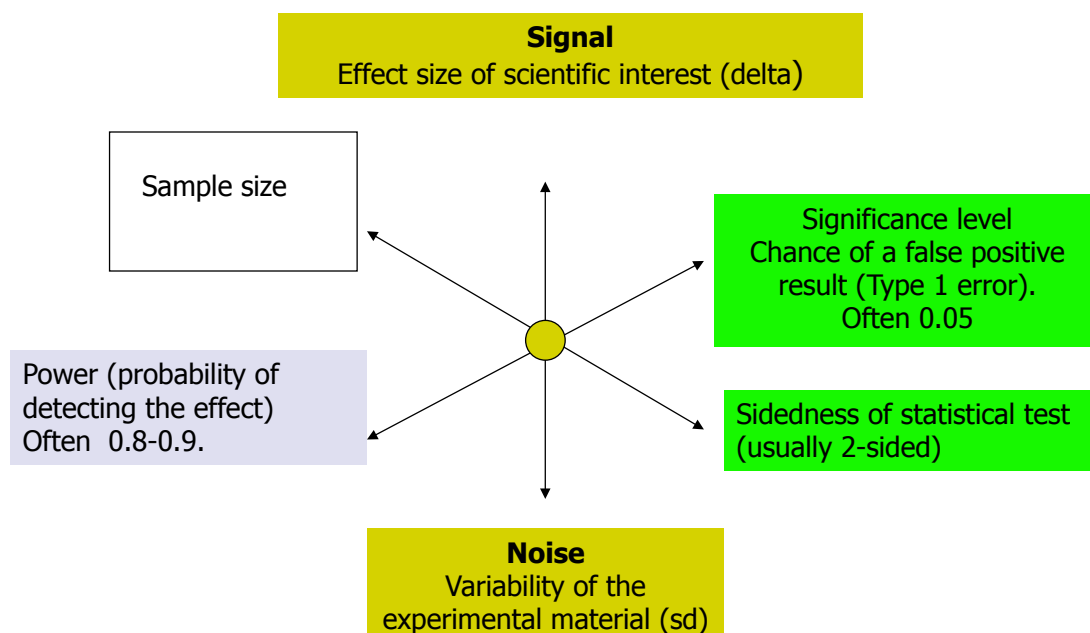 Signal
Effect size of scientific interest (delta)
Sample size
Significance level
Chance of a false positive
result (Type 1 error).
Often 0.05
Power (probability of
detecting the effect)
Often 0.8-0.9.
Sidedness of statistical test
(usually 2-sided)
Noise
Variability of the
experimental material (sd)